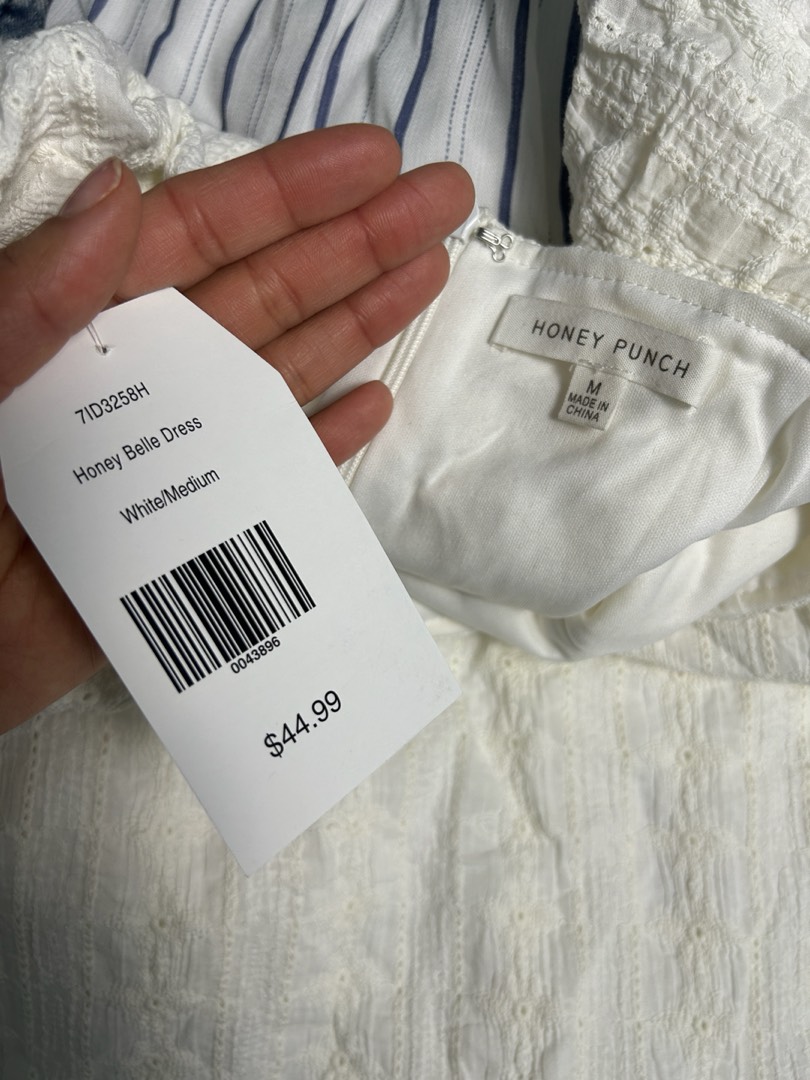 7ID3258H
Honey Belle Dress
White/Medium
0043896
$44.99
HONEY PUNCH
M
MADE IN
CHINA